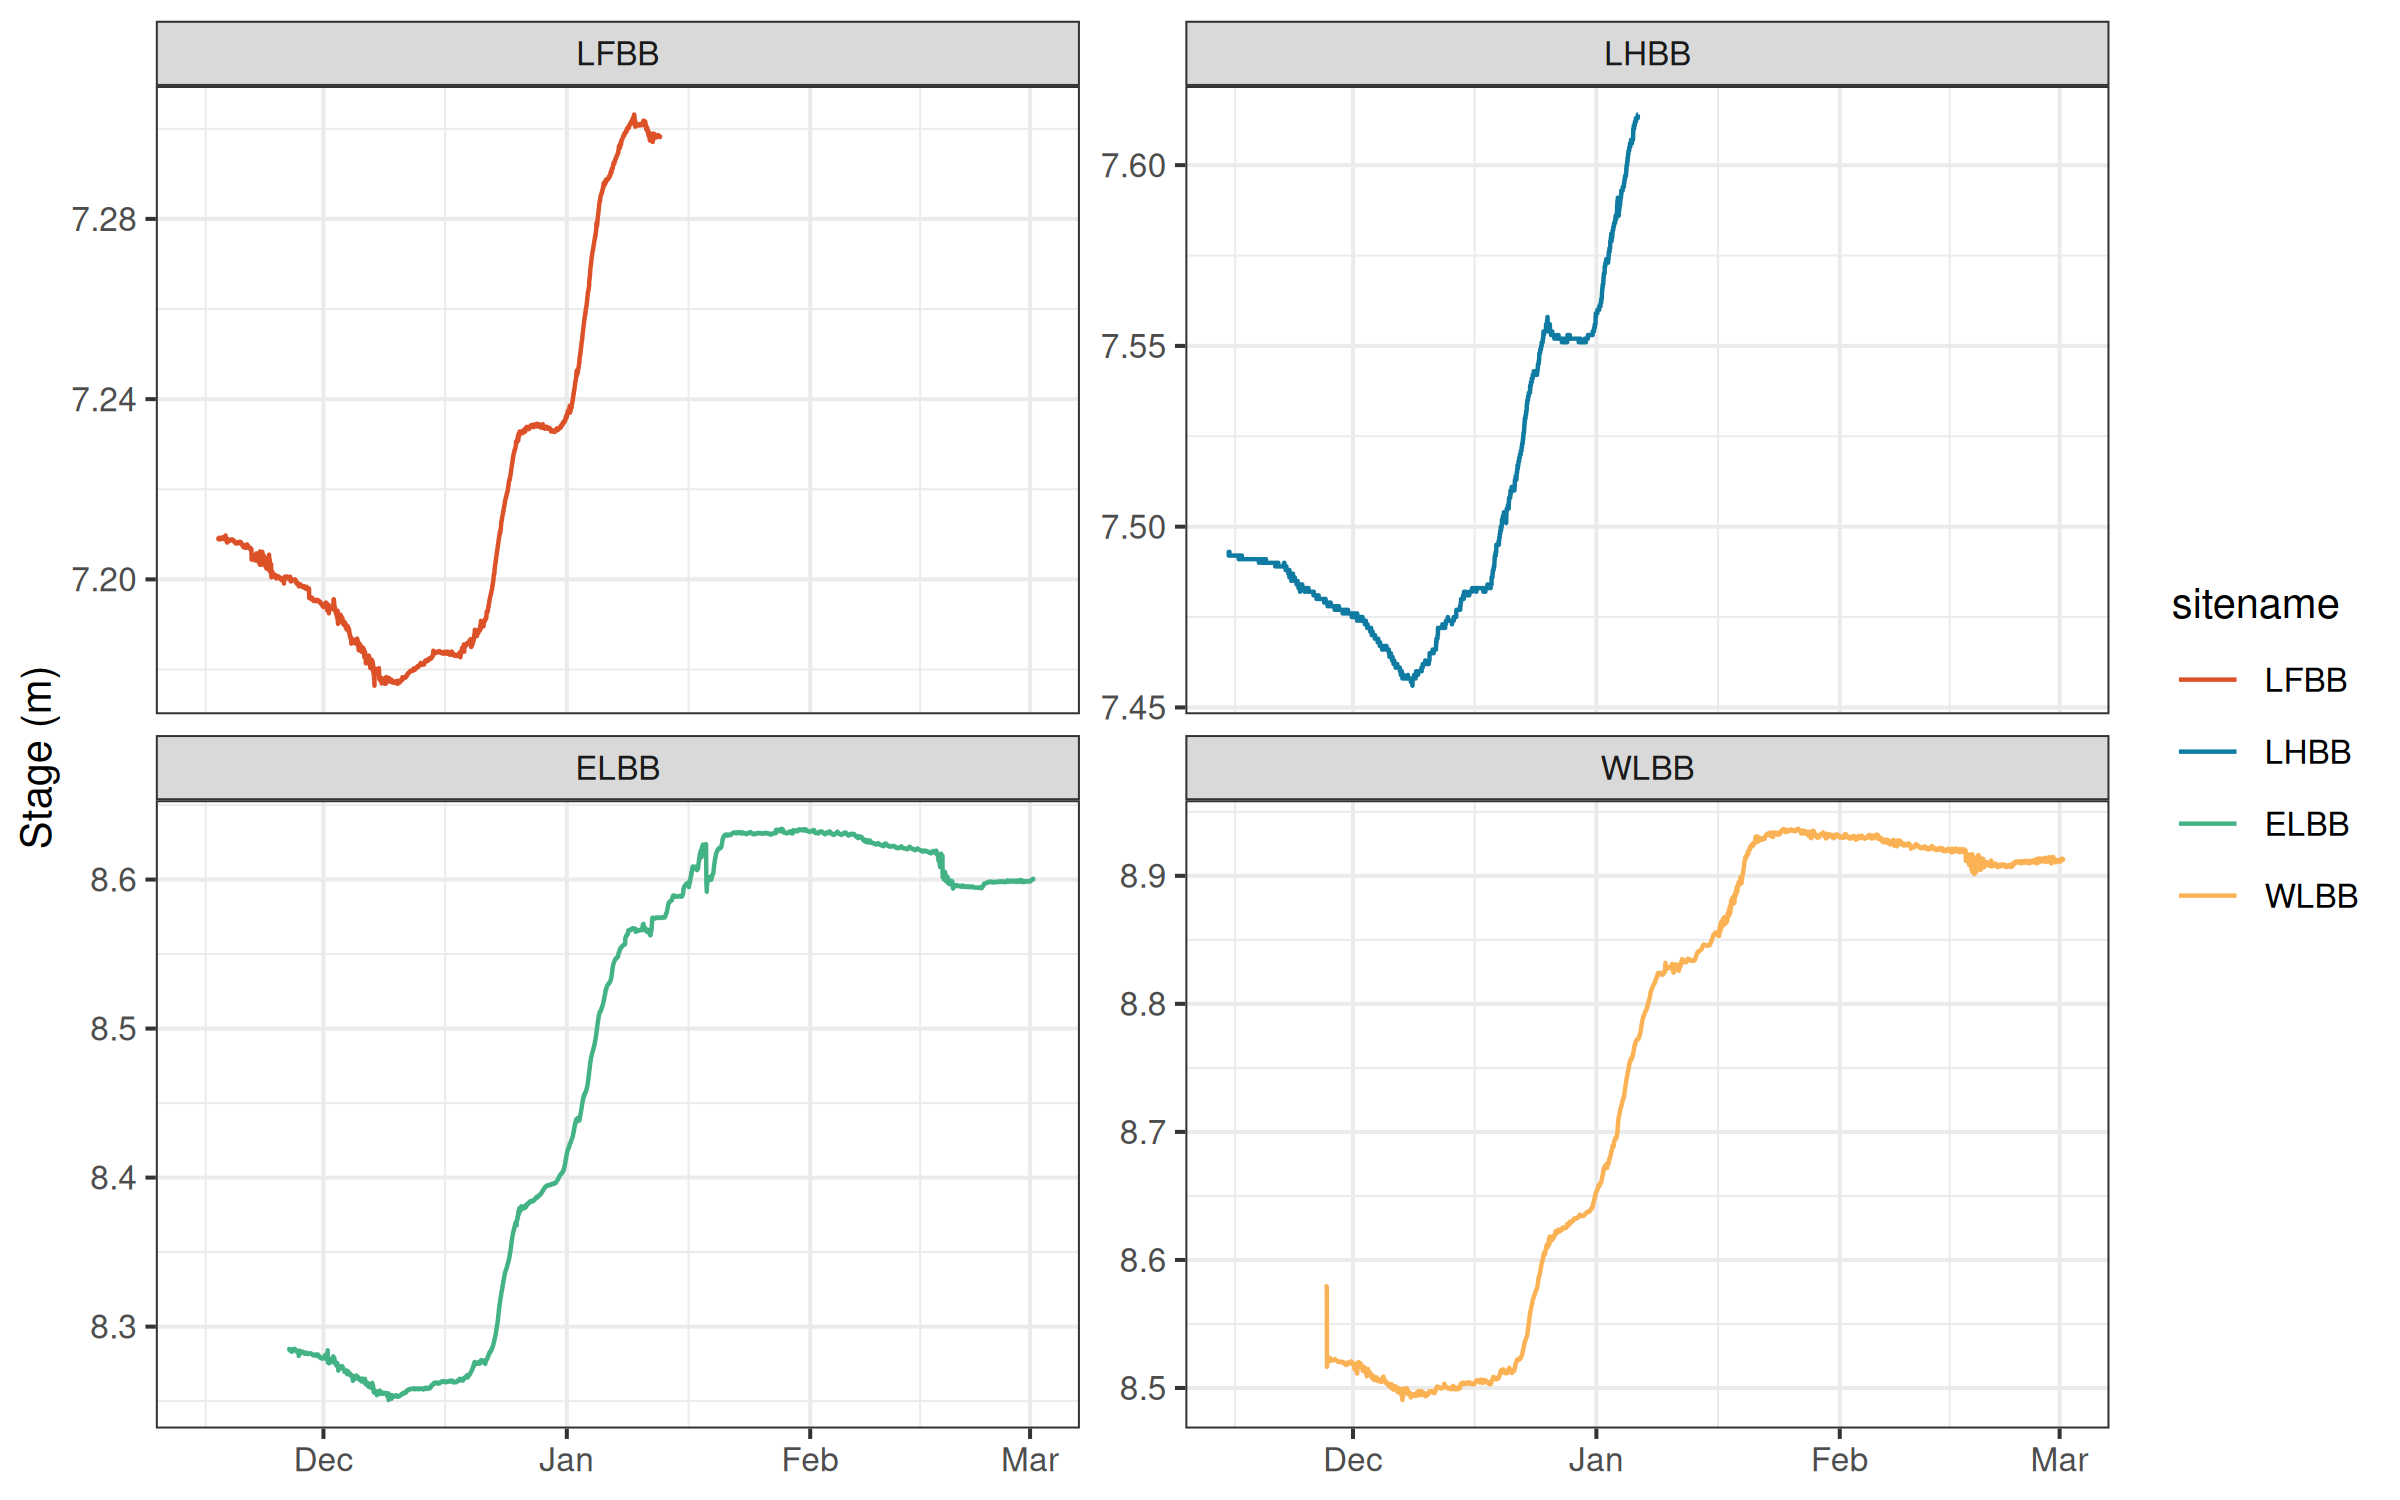 LFBB
LHBB
7.28
7.24
7.20
7.60
7.55
7.50
7.45
Stage (m)
ELBB
WLBB
8.6
8.5
8.4
8.3
8.9
8.8
8.7
8.6
8.5
Dec Jan Feb Mar
Dec Jan Feb Mar
sitename
LFBB
LHBB
ELBB
WLBB